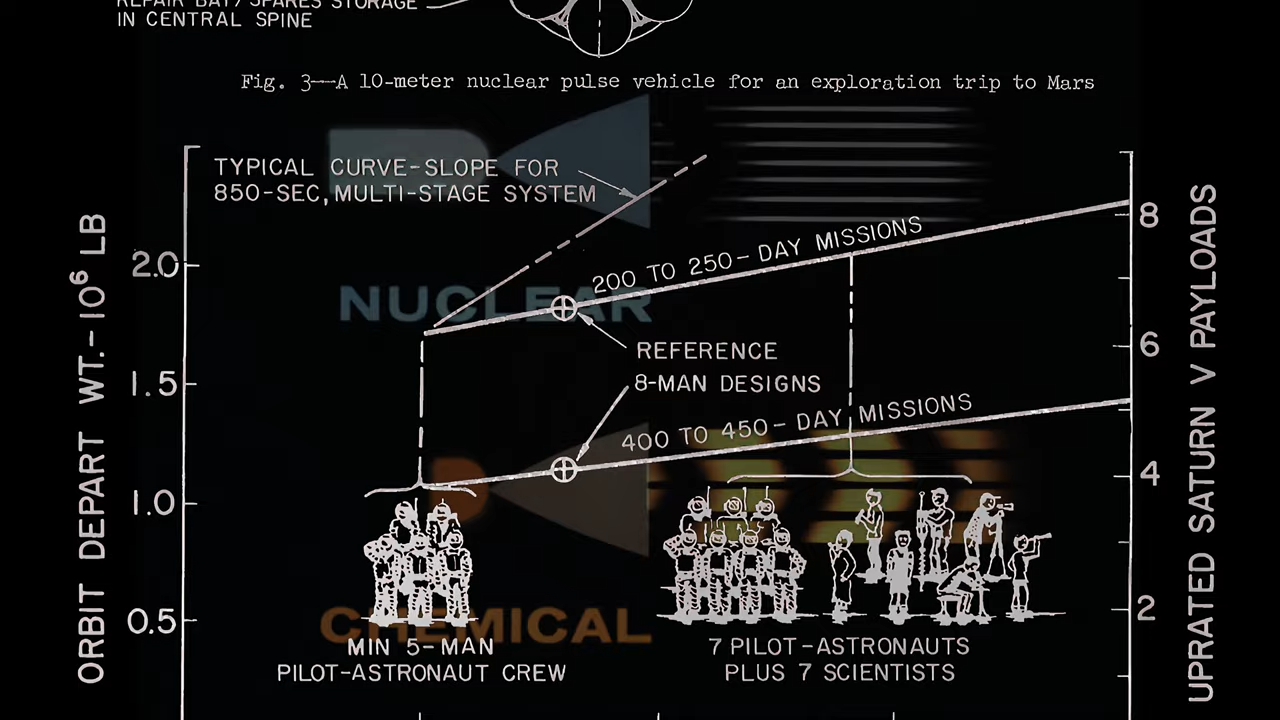 REPAIR BAY/SPARES STORAGE
IN CENTRAL SPINE
Fig. 3—A 10-meter nuclear pulse vehicle for an exploration trip to Mars
TYPICAL CURVE-SLOPE FOR
850-SEC, MULTI-STAGE SYSTEM
ORBIT DEPART WT.-10⁶ LB
2.0
1.5
1.0
0.5
200 TO 250-DAY MISSIONS
NUCLEAR
REFERENCE
8-MAN DESIGNS
400 TO 450-DAY MISSIONS
8
6
4
2
UPRATED SATURN V PAYLOADS
CHEMICAL
MIN 5-MAN
PILOT-ASTRONAUT CREW
7 PILOT-ASTRONAUTS
PLUS 7 SCIENTISTS